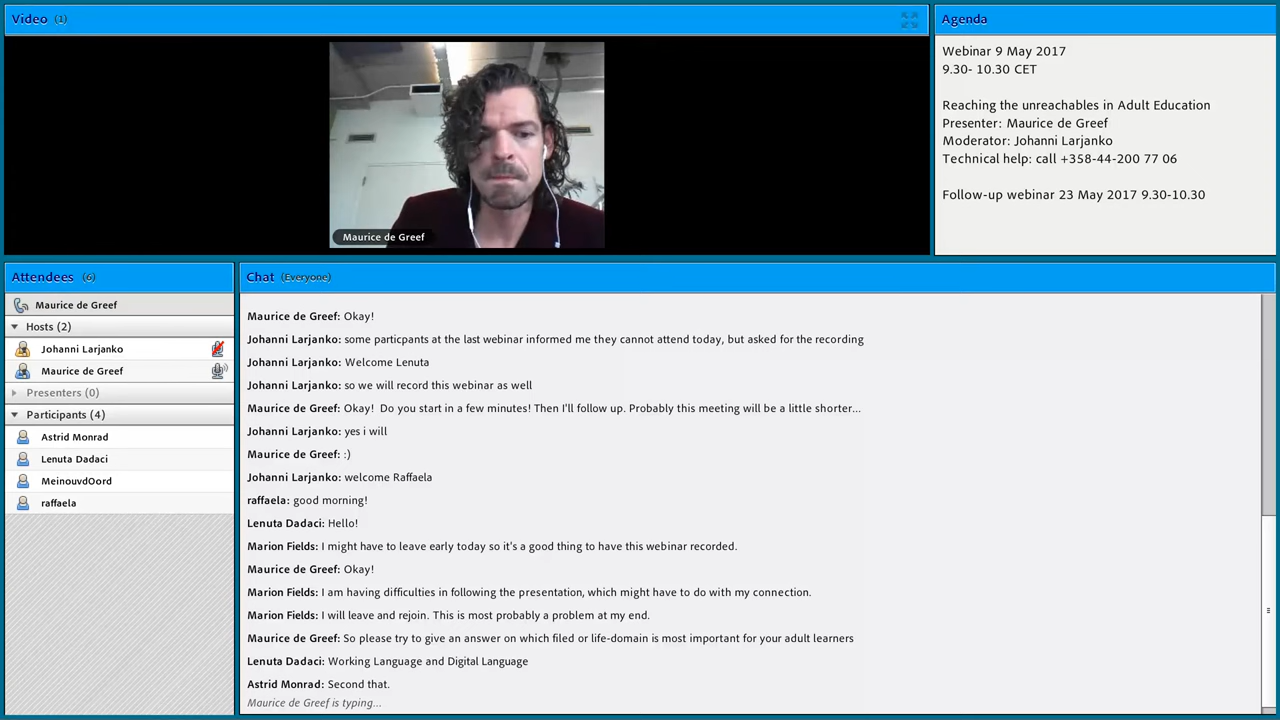 Video (1)
Maurice de Greef
Agenda
Webinar 9 May 2017
9.30- 10.30 CET
Reaching the unreachables in Adult Education
Presenter: Maurice de Greef
Moderator: Johanni Larjanko
Technical help: call +358-44-200 77 06
Follow-up webinar 23 May 2017 9.30-10.30
Attendees (6)
Maurice de Greef
Hosts (2)
Johanni Larjanko
Maurice de Greef
Presenters (0)
Participants (4)
Astrid Monrad
Lenuta Dadaci
MeinouvdOord
raffaela
Chat (Everyone)
Maurice de Greef: Okay!
Johanni Larjanko: some particpants at the last webinar informed me they cannot attend today, but asked for the recording
Johanni Larjanko: Welcome Lenuta
Johanni Larjanko: so we will record this webinar as well
Maurice de Greef: Okay!  Do you start in a few minutes! Then I'll follow up. Probably this meeting will be a little shorter...
Johanni Larjanko: yes i will
Maurice de Greef: :)
Johanni Larjanko: welcome Raffaela
raffaela: good morning!
Lenuta Dadaci: Hello!
Marion Fields: I might have to leave early today so it's a good thing to have this webinar recorded.
Maurice de Greef: Okay!
Marion Fields: I am having difficulties in following the presentation, which might have to do with my connection.
Marion Fields: I will leave and rejoin. This is most probably a problem at my end.
Maurice de Greef: So please try to give an answer on which filed or life-domain is most important for your adult learners
Lenuta Dadaci: Working Language and Digital Language
Astrid Monrad: Second that.
Maurice de Greef is typing...